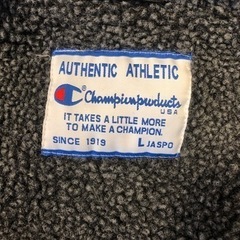 AUTHENTIC ATHLETIC
Championproducts
USA
IT TAKES A LITTLE MORE
TO MAKE A CHAMPION.
SINCE 1919 L JASPO